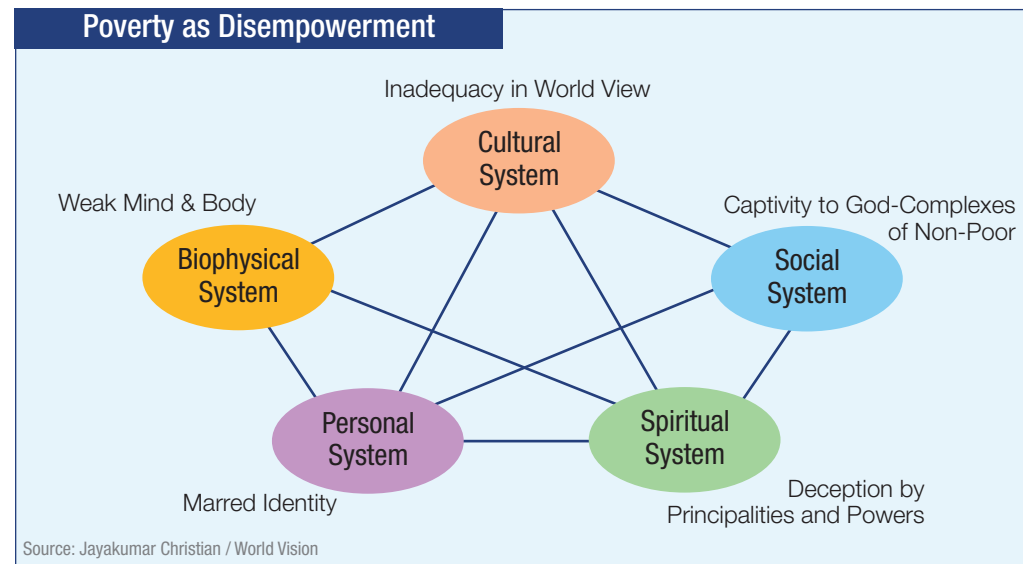 Poverty as Disempowerment
Inadequacy in World View
Cultural
System
Weak Mind & Body
Biophysical
System
Captivity to God-Complexes
of Non-Poor
Social
System
Personal
System
Marred Identity
Spiritual
System
Deception by
Principalities and Powers
Source: Jayakumar Christian / World Vision